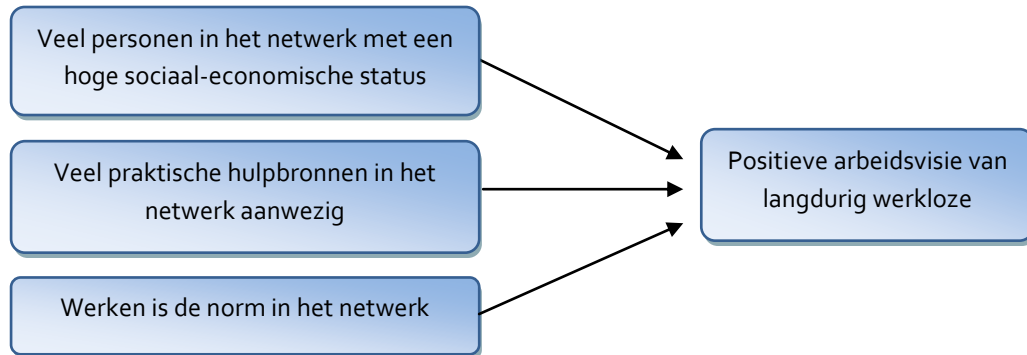 Veel personen in het netwerk met een
hoge sociaal-economische status
Veel praktische hulpbronnen in het
netwerk aanwezig
Werken is de norm in het netwerk
Positieve arbeidsvisie van
langdurig werkloze